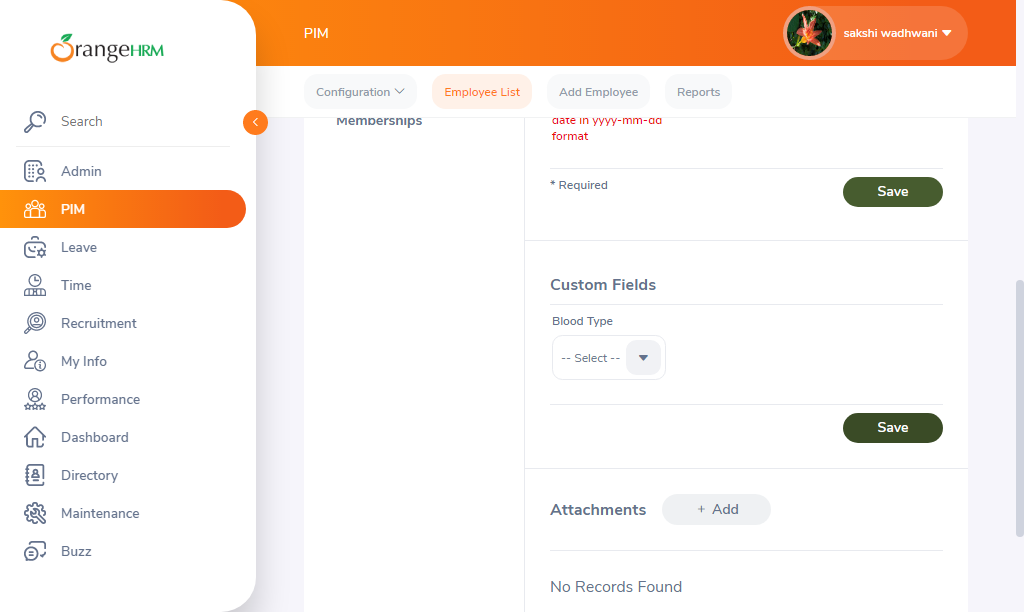 OrangeHRM
PIM
sakshi wadhwani
Configuration
Employee List
Add Employee
Reports
Search
Admin
PIM
Leave
Time
Recruitment
My Info
Performance
Dashboard
Directory
Maintenance
Buzz
Memberships
date in yyyy-mm-dd
format
* Required
Save
Custom Fields
Blood Type
-- Select --
Save
Attachments
+ Add
No Records Found